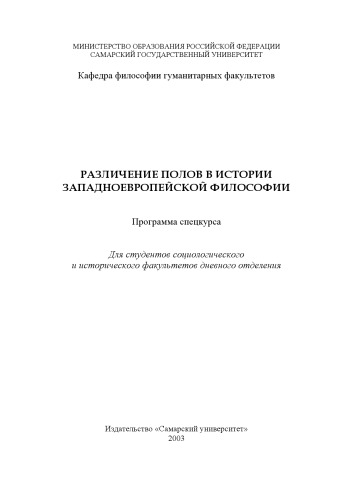 МИНИСТЕРСТВО ОБРАЗОВАНИЯ РОССИЙСКОЙ ФЕДЕРАЦИИ
САМАРСКИЙ ГОСУДАРСТВЕННЫЙ УНИВЕРСИТЕТ
Кафедра философии гуманитарных факультетов
РАЗЛИЧЕНИЕ ПОЛОВ В ИСТОРИИ
ЗАПАДНОЕВРОПЕЙСКОЙ ФИЛОСОФИИ
Программа спецкурса
Для студентов социологического
и исторического факультетов дневного отделения
Издательство «Самарский университет»
2003